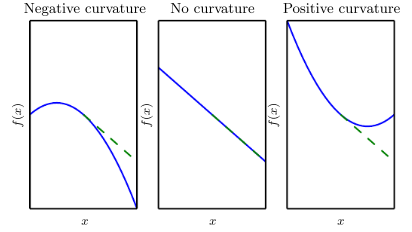 Negative curvature
No curvature
Positive curvature
f(x)
f(x)
f(x)
x
x
x